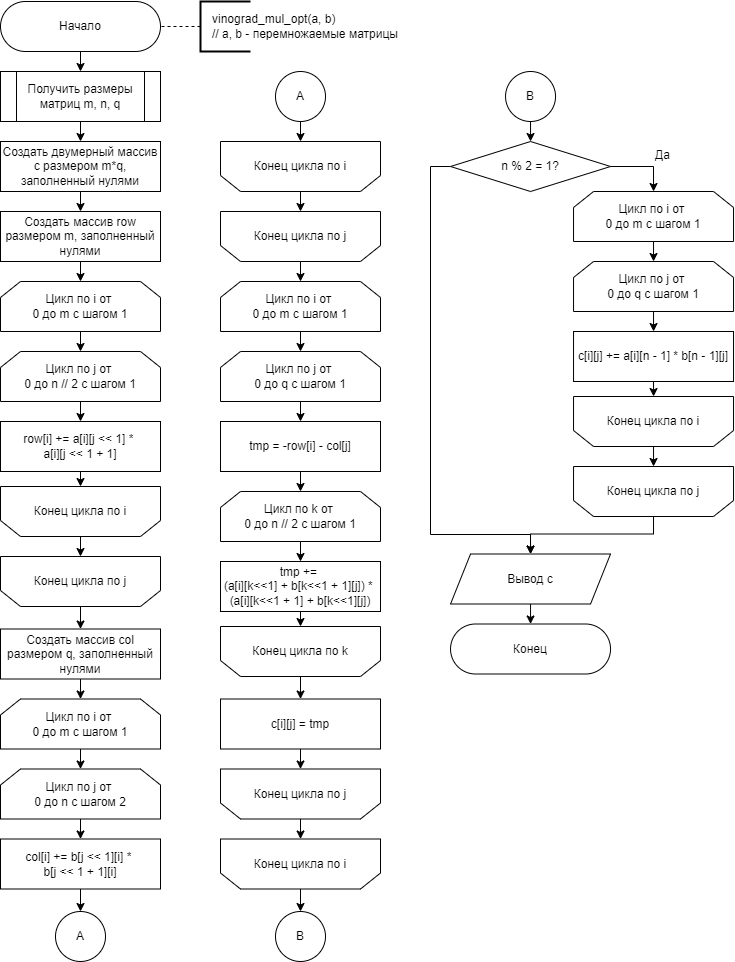 Начало
vinograd_mul_opt(a, b)
// a, b - перемножаемые матрицы
Получить размеры
матриц m, n, q
Создать двумерный массив
c размером m*q,
заполненный нулями
Создать массив row
размером m, заполненный
нулями
Цикл по i от
0 до m с шагом 1
Цикл по j от
0 до n // 2 с шагом 1
row[i] += a[i][j << 1] *
a[i][j << 1 + 1]
Конец цикла по i
Конец цикла по j
Создать массив col
размером q, заполненный
нулями
Цикл по i от
0 до m с шагом 1
Цикл по j от
0 до n с шагом 2
col[i] += b[j << 1][i] *
b[j << 1 + 1][i]
A
A
Конец цикла по i
Конец цикла по j
Цикл по i от
0 до m с шагом 1
Цикл по j от
0 до q с шагом 1
tmp = -row[i] - col[j]
Цикл по k от
0 до n // 2 с шагом 1
tmp +=
(a[i][k<<1] + b[k<<1 + 1][j]) *
(a[i][k<<1 + 1] + b[k<<1][j])
Конец цикла по k
c[i][j] = tmp
Конец цикла по j
Конец цикла по i
B
B
n % 2 = 1?
Да
Цикл по i от
0 до m с шагом 1
Цикл по j от
0 до q с шагом 1
c[i][j] += a[i][n - 1] * b[n - 1][j]
Конец цикла по i
Конец цикла по j
Вывод с
Конец